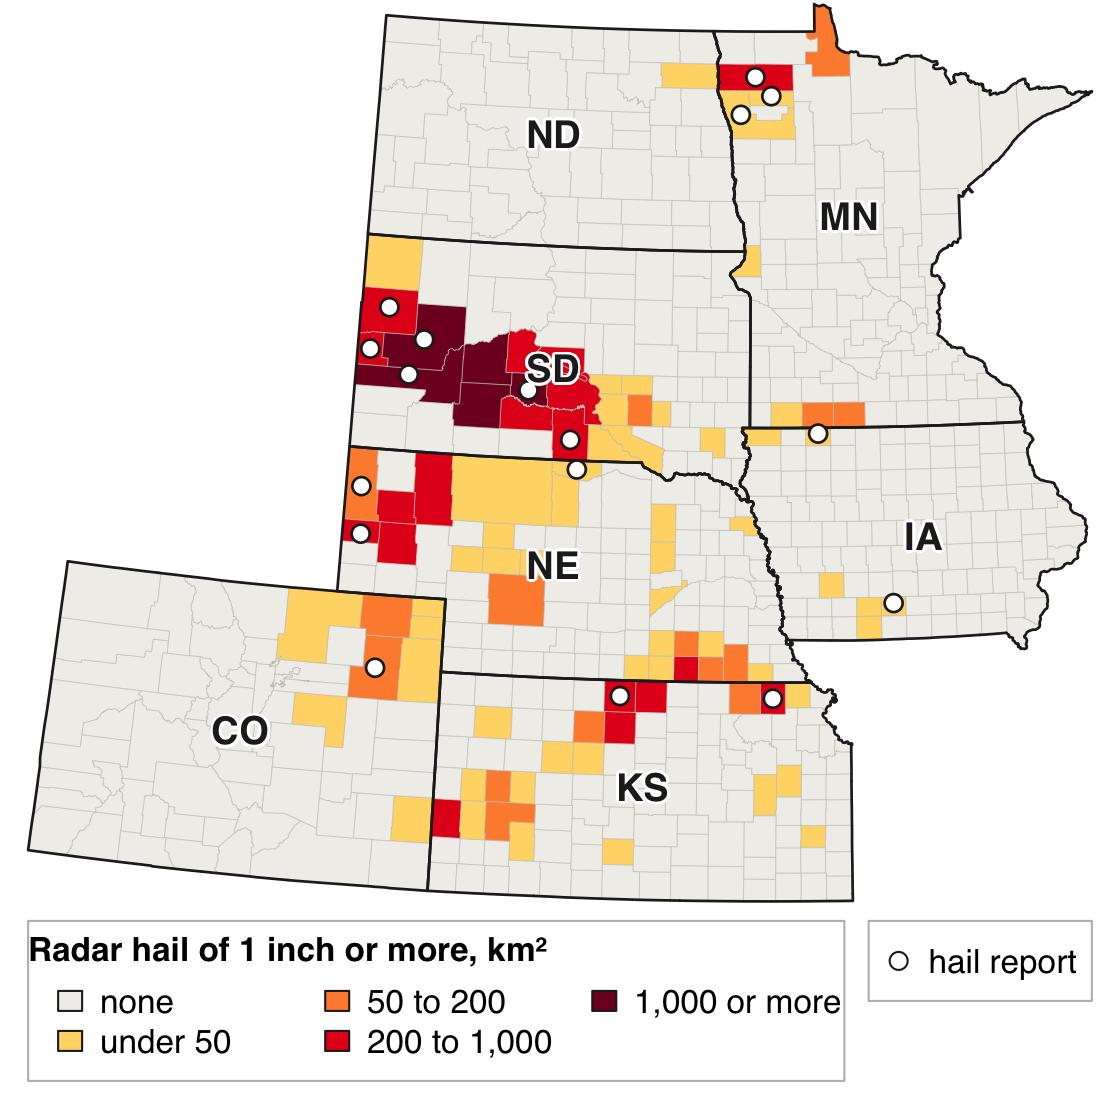 ND
MN
SD
IA
NE
CO
KS
Radar hail of 1 inch or more, km²
none
50 to 200
1,000 or more
under 50
200 to 1,000
hail report